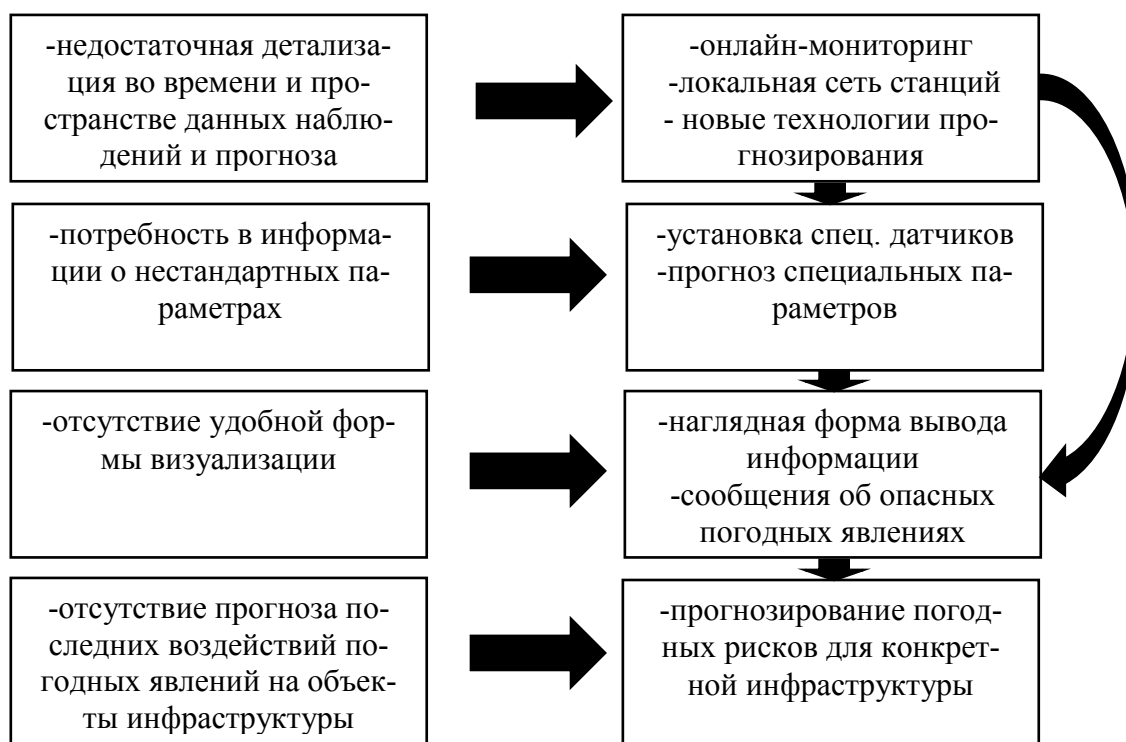 -недостаточная детализа-
ция во времени и про-
странстве данных наблю-
дений и прогноза
-онлайн-мониторинг
-локальная сеть станций
- новые технологии про-
гнозирования
-потребность в информа-
ции о нестандартных па-
раметрах
-установка спец. датчиков
-прогноз специальных па-
раметров
-отсутствие удобной фор-
мы визуализации
-наглядная форма вывода
информации
-сообщения об опасных
погодных явлениях
-отсутствие прогноза по-
следних воздействий по-
годных явлений на объек-
ты инфраструктуры
-прогнозирование погод-
ных рисков для конкрет-
ной инфраструктуры